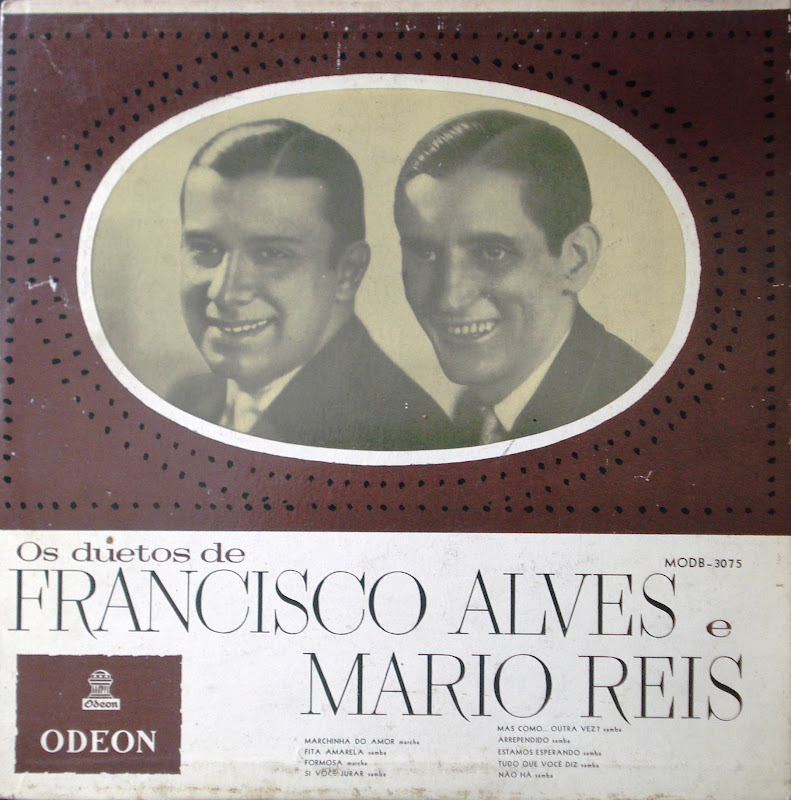 Os duetos de
MODB-3075
FRANCISCO ALVES e
MARIO REIS
Odeon
ODEON
MARCHINHA DO AMOR marcha
FITA AMARELA samba
FORMOSA marcha
SI VOCÊ JURAR samba
MAS COMO... OUTRA VEZ? samba
ARREPENDIDO samba
ESTAMOS ESPERANDO samba
TUDO QUE VOCÊ DIZ samba
NÃO HÁ samba